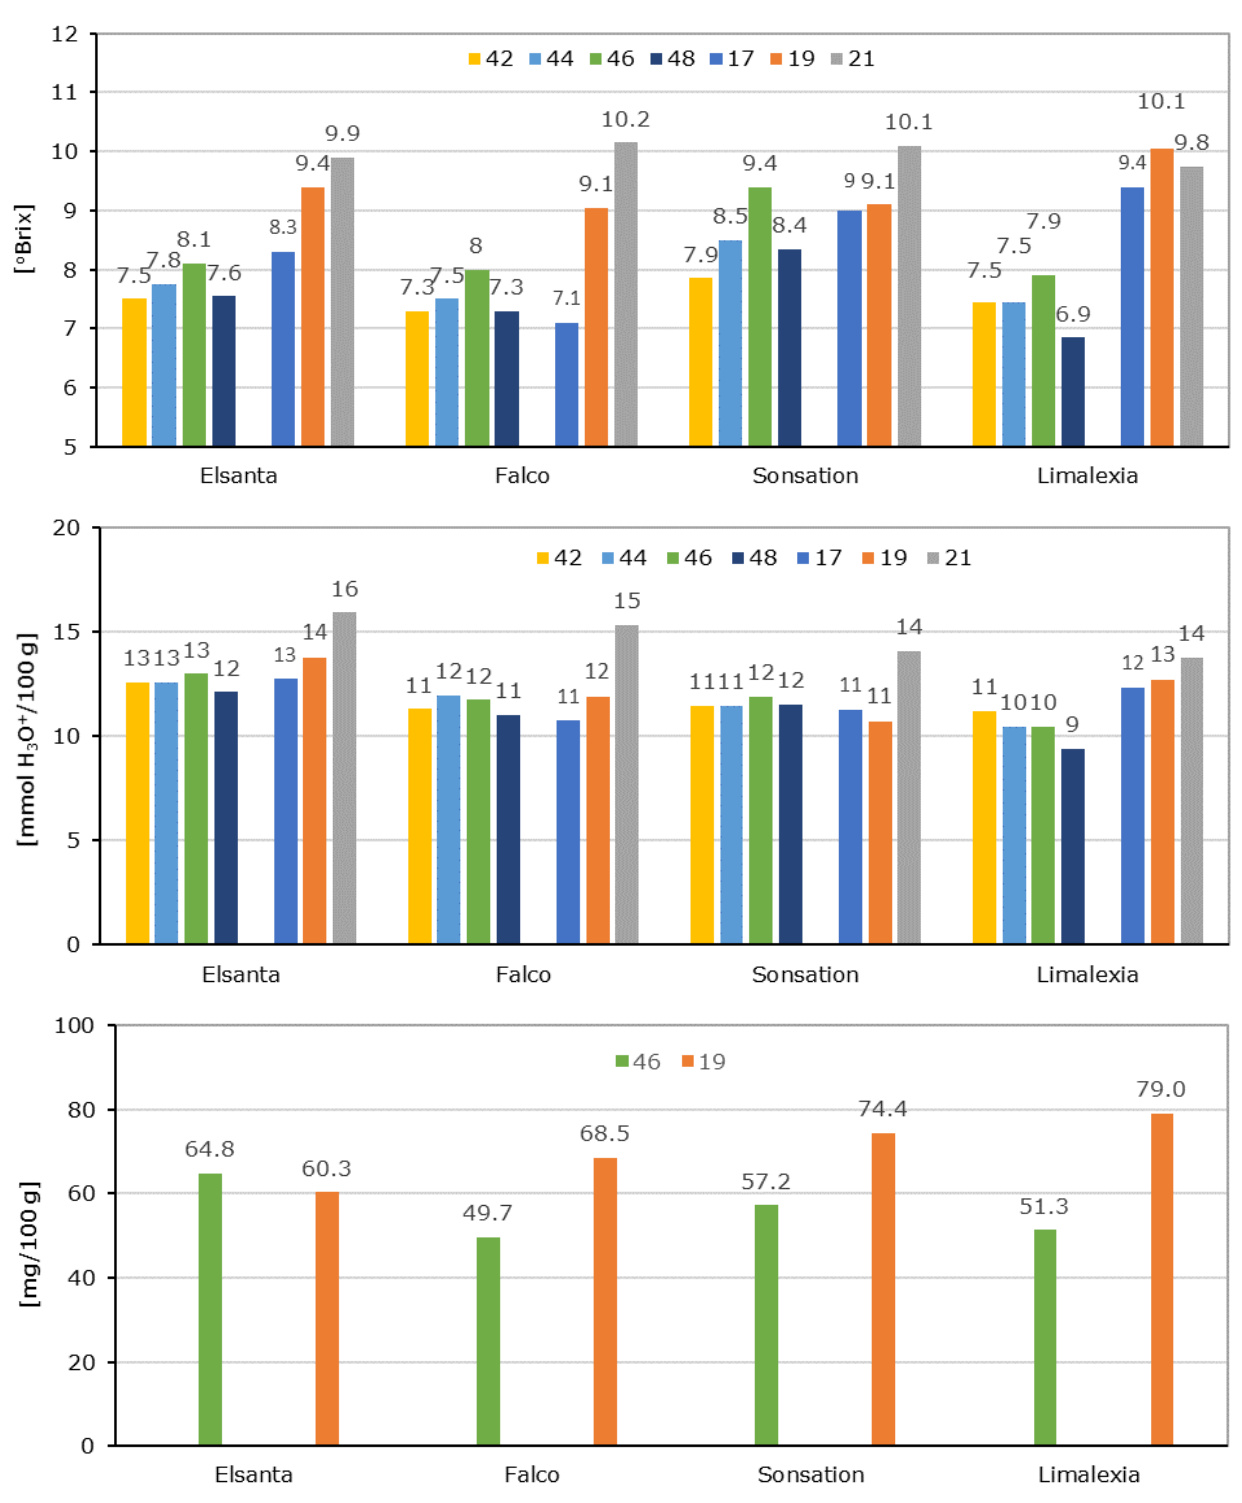 [°Brix]
12
11
10
9
8
7
6
5
42 44 46 48 17 19 21
7.5 7.8 8.1 7.6 8.3 9.4 9.9
7.3 7.5 8 7.3 7.1 9.1 10.2
7.9 8.5 9.4 8.4 9 9.1 10.1
7.5 7.5 7.9 6.9 9.4 10.1 9.8
Elsanta Falco Sonsation Limalexia
[mmol H₃O⁺/100 g]
20
15
10
5
0
42 44 46 48 17 19 21
13 13 13 12 13 14 16
11 12 12 11 11 12 15
11 11 12 12 11 11 14
11 10 10 9 12 13 14
Elsanta Falco Sonsation Limalexia
[mg/100 g]
100
80
60
40
20
0
46 19
64.8 60.3
49.7 68.5
57.2 74.4
51.3 79.0
Elsanta Falco Sonsation Limalexia